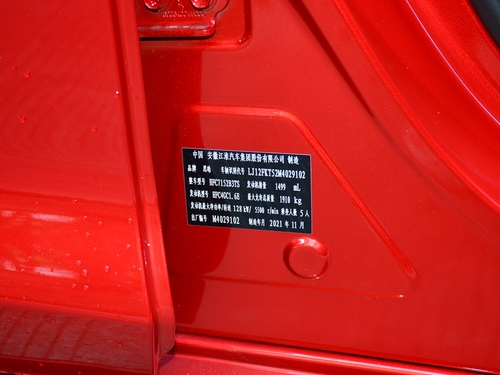 中国 安徽江淮汽车集团股份有限公司 制造
品牌 思皓 车辆识别代号 LJ12FKT52M4029102
整车型号 HFC7152B3TS 发动机排量 1499 mL
发动机型号 HFC4GC1.6E 最大允许总质量 1910 kg
发动机最大净功率/转速 128 kW/ 5500 r/min 乘坐人数 5 人
出厂编号 M4029102 制造年月 2021 年 11 月